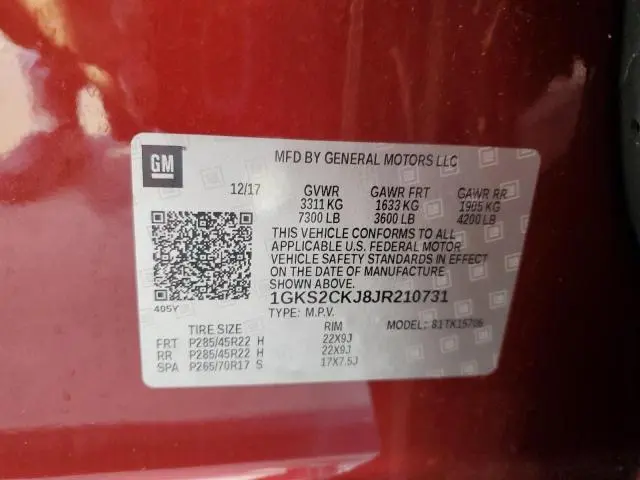 GM
MFD BY GENERAL MOTORS LLC
12/17 GVWR GAWR FRT GAWR RR
3311 KG 1633 KG 1905 KG
7300 LB 3600 LB 4200 LB
THIS VEHICLE CONFORMS TO ALL
APPLICABLE U.S. FEDERAL MOTOR
VEHICLE SAFETY STANDARDS IN EFFECT
ON THE DATE OF MANUFACTURE
SHOWN ABOVE.
405Y 1GKS2CKJ8JR210731
TYPE: M.P.V. MODEL: 81TK15706
TIRE SIZE RIM
FRT P285/45R22 H 22X9J
RR P285/45R22 H 22X9J
SPA P265/70R17 S 17X7.5J